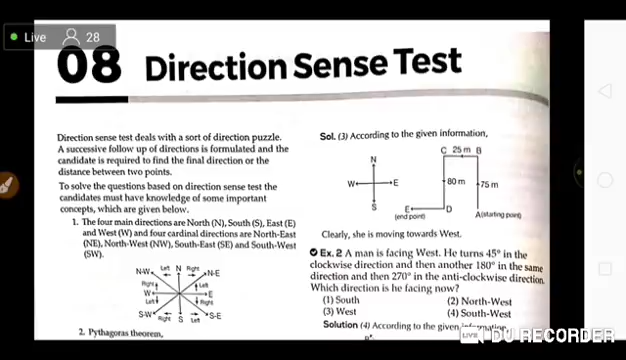 Live 28
08 Direction Sense Test
Direction sense test deals with a sort of direction puzzle.
A successive follow up of directions is formulated and the
candidate is required to find the final direction or the
distance between two points.
To solve the questions based on direction sense test the
candidates must have knowledge of some important
concepts, which are given below.
1. The four main directions are North (N), South (S), East (E)
and West (W) and four cardinal directions are North-East
(NE), North-West (NW), South-East (SE) and South-West
(SW).
N-W Left N Right N-E
Right Left
W E
Left Right
S-W Right S Left S-E
2. Pythagoras theorem,
Sol. (3) According to the given information,
C 25 m B
N
W E 80 m 75 m
S E D A(starting point)
(end point)
Clearly, she is moving towards West.
Ex. 2 A man is facing West. He turns 45° in the
clockwise direction and then another 180° in the same
direction and then 270° in the anti-clockwise direction.
Which direction is he facing now?
(1) South (2) North-West
(3) West (4) South-West
Solution (4) According to the given information,
LIVE DU RECORDER